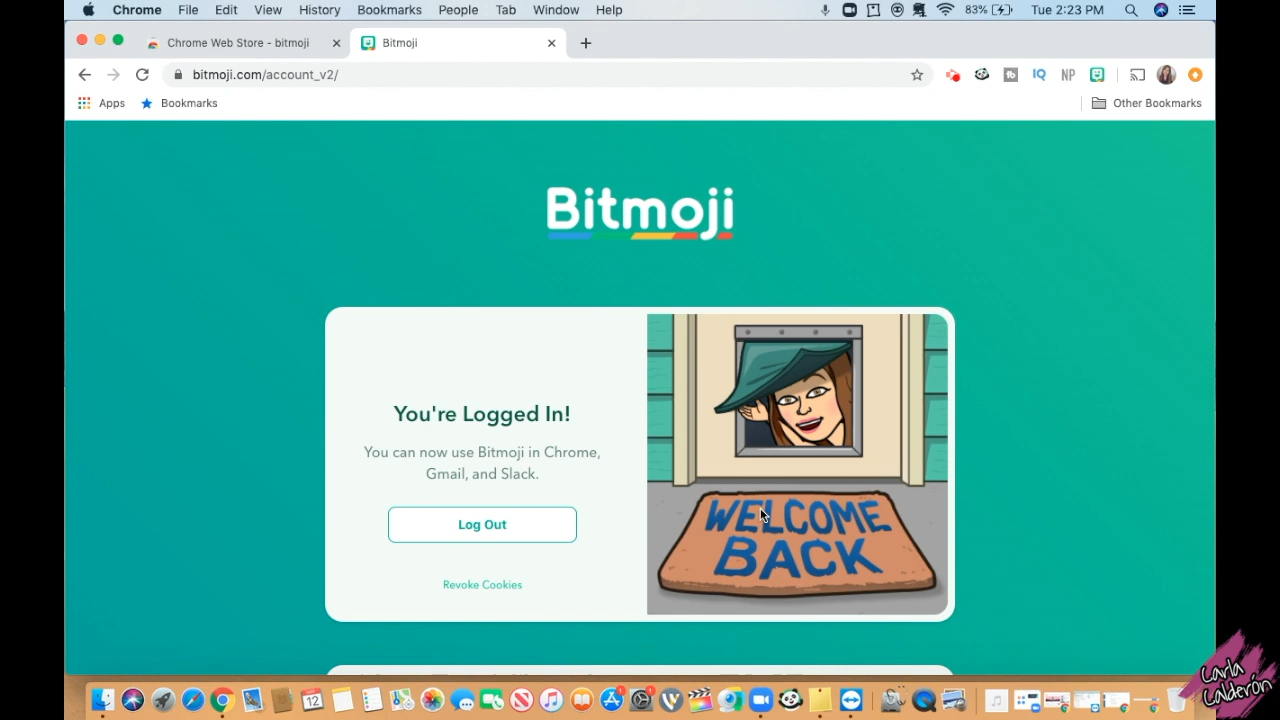 Chrome File Edit View History Bookmarks People Tab Window Help 83% Tue 2:23 PM
Chrome Web Store - bitmoji Bitmoji
bitmoji.com/account_v2/ IQ NP
Apps Bookmarks Other Bookmarks
Bitmoji
You're Logged In!
You can now use Bitmoji in Chrome,
Gmail, and Slack.
Log Out
Revoke Cookies
WELCOME
BACK
12
Carla
Calderón